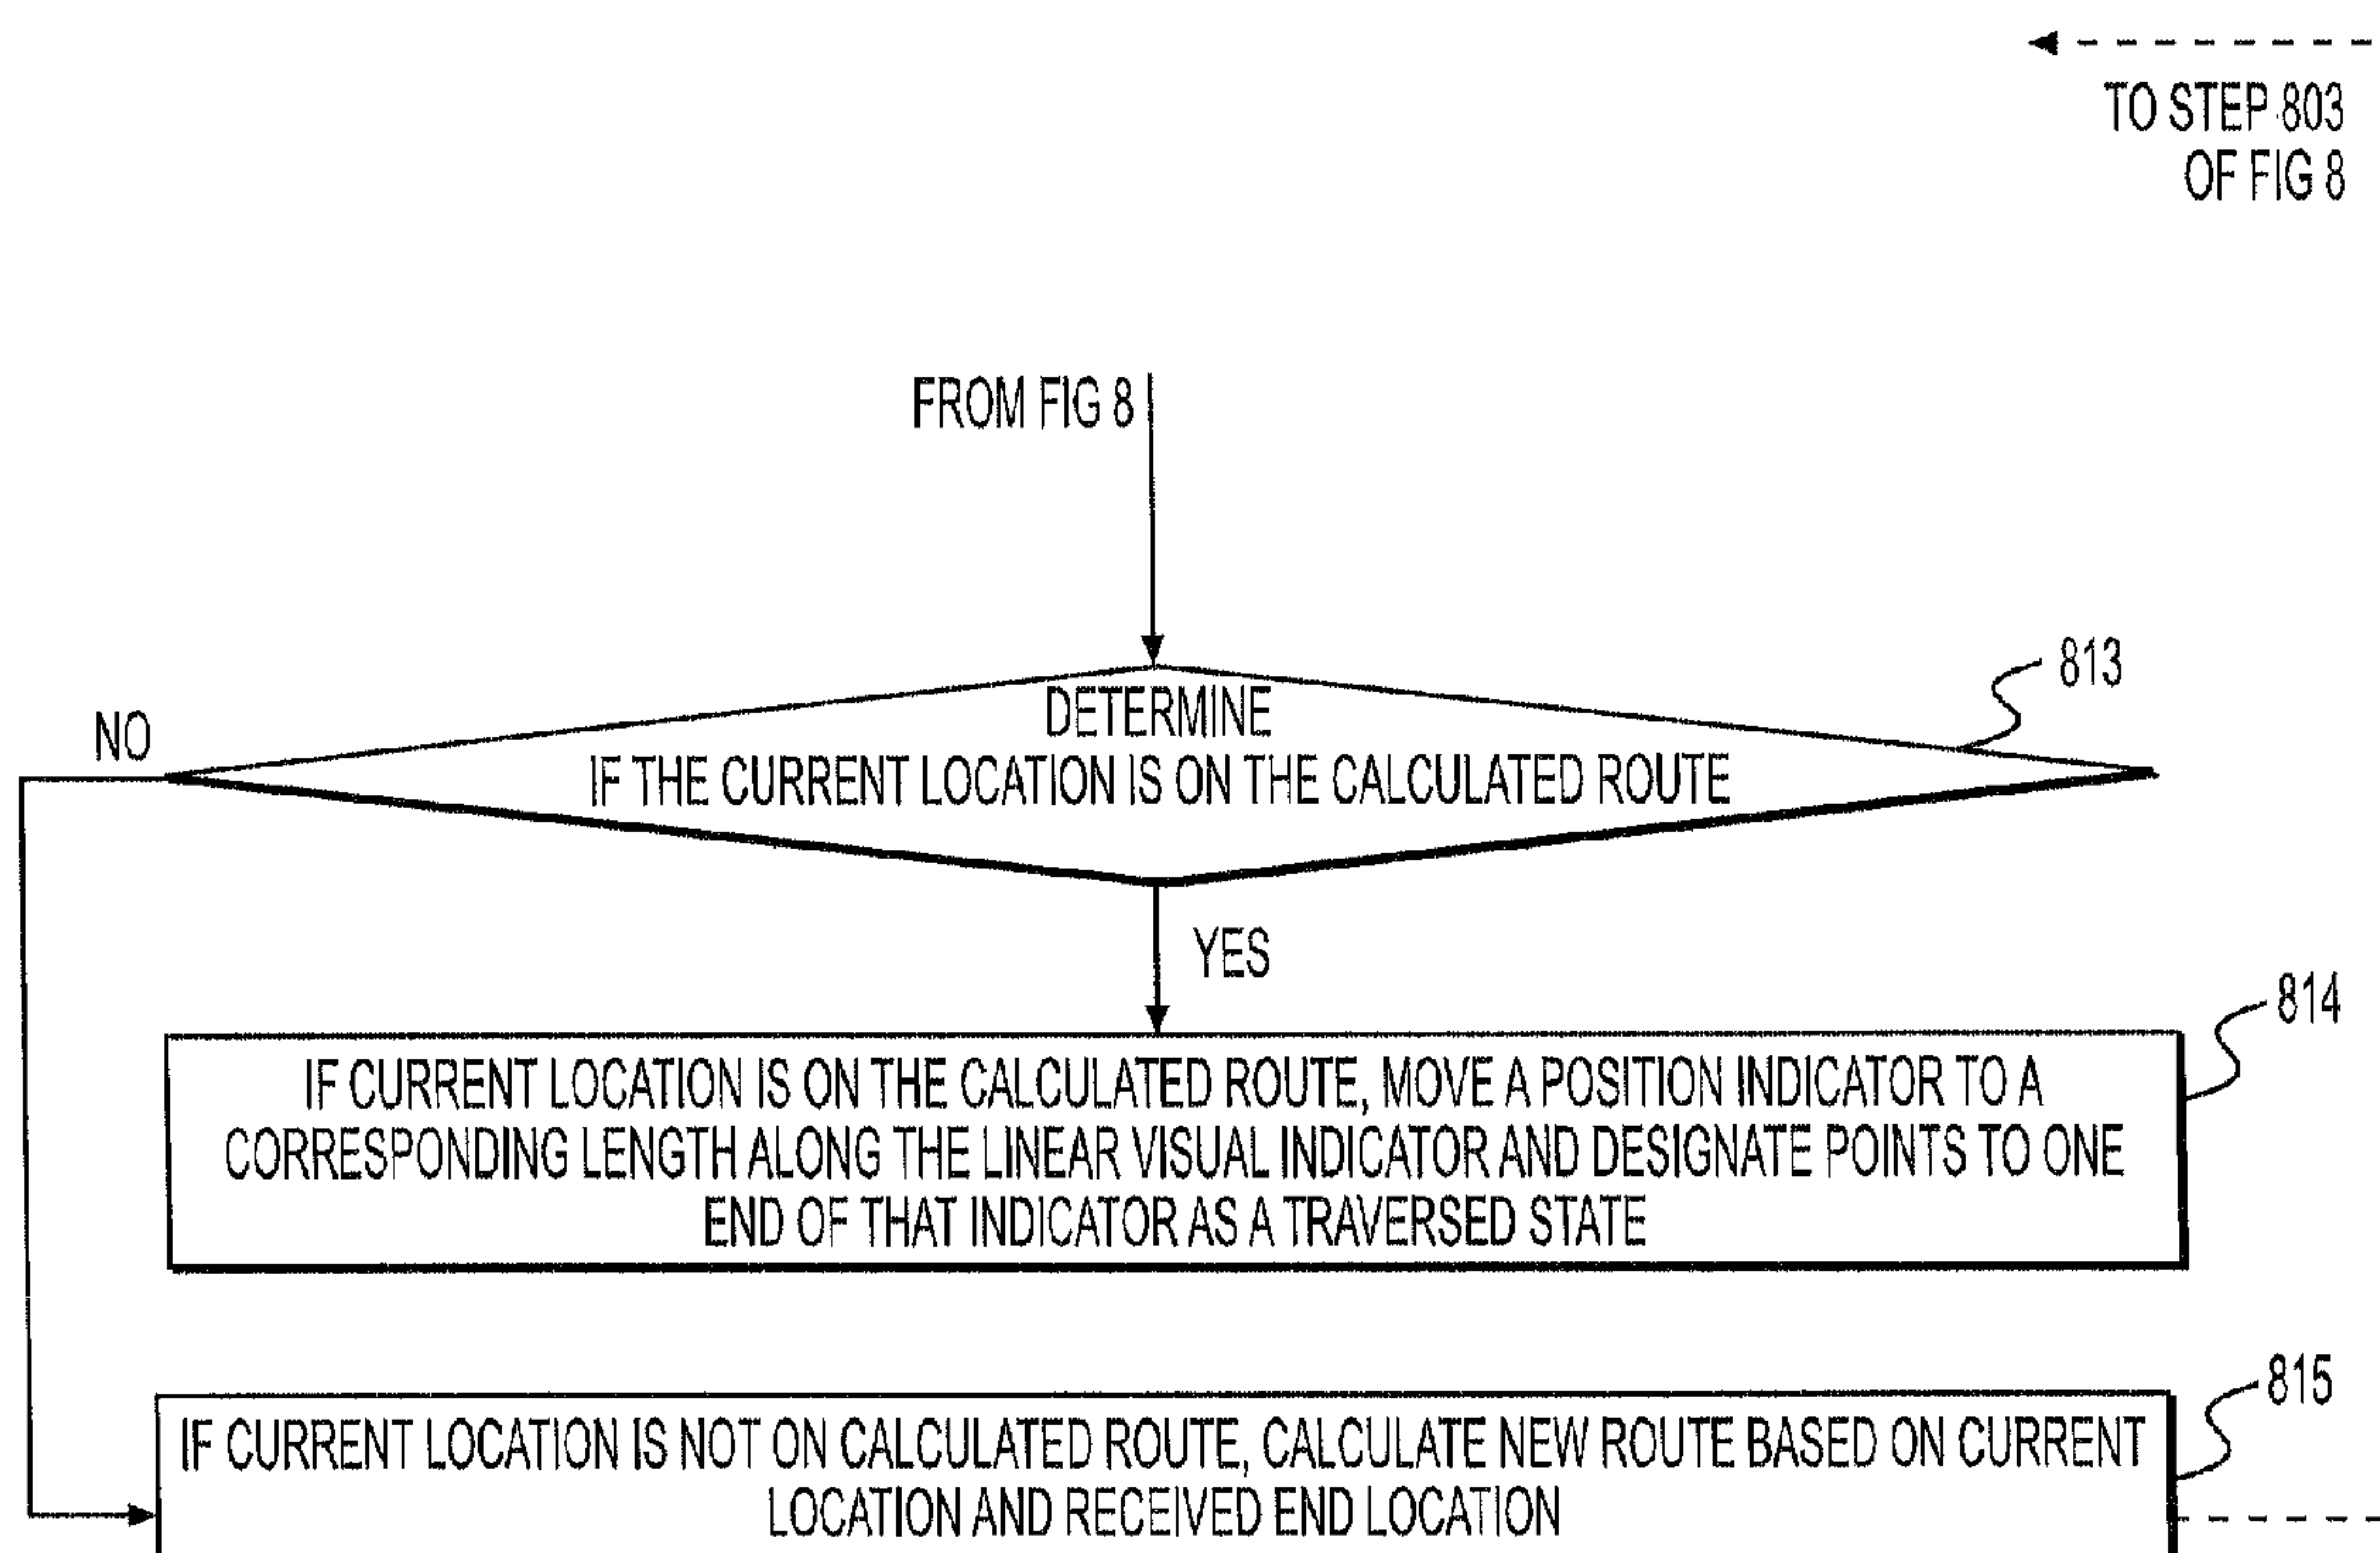 TO STEP 803
OF FIG 8
FROM FIG 8
813
NO
DETERMINE
IF THE CURRENT LOCATION IS ON THE CALCULATED ROUTE
YES
814
IF CURRENT LOCATION IS ON THE CALCULATED ROUTE, MOVE A POSITION INDICATOR TO A
CORRESPONDING LENGTH ALONG THE LINEAR VISUAL INDICATOR AND DESIGNATE POINTS TO ONE
END OF THAT INDICATOR AS A TRAVERSED STATE
815
IF CURRENT LOCATION IS NOT ON CALCULATED ROUTE, CALCULATE NEW ROUTE BASED ON CURRENT
LOCATION AND RECEIVED END LOCATION